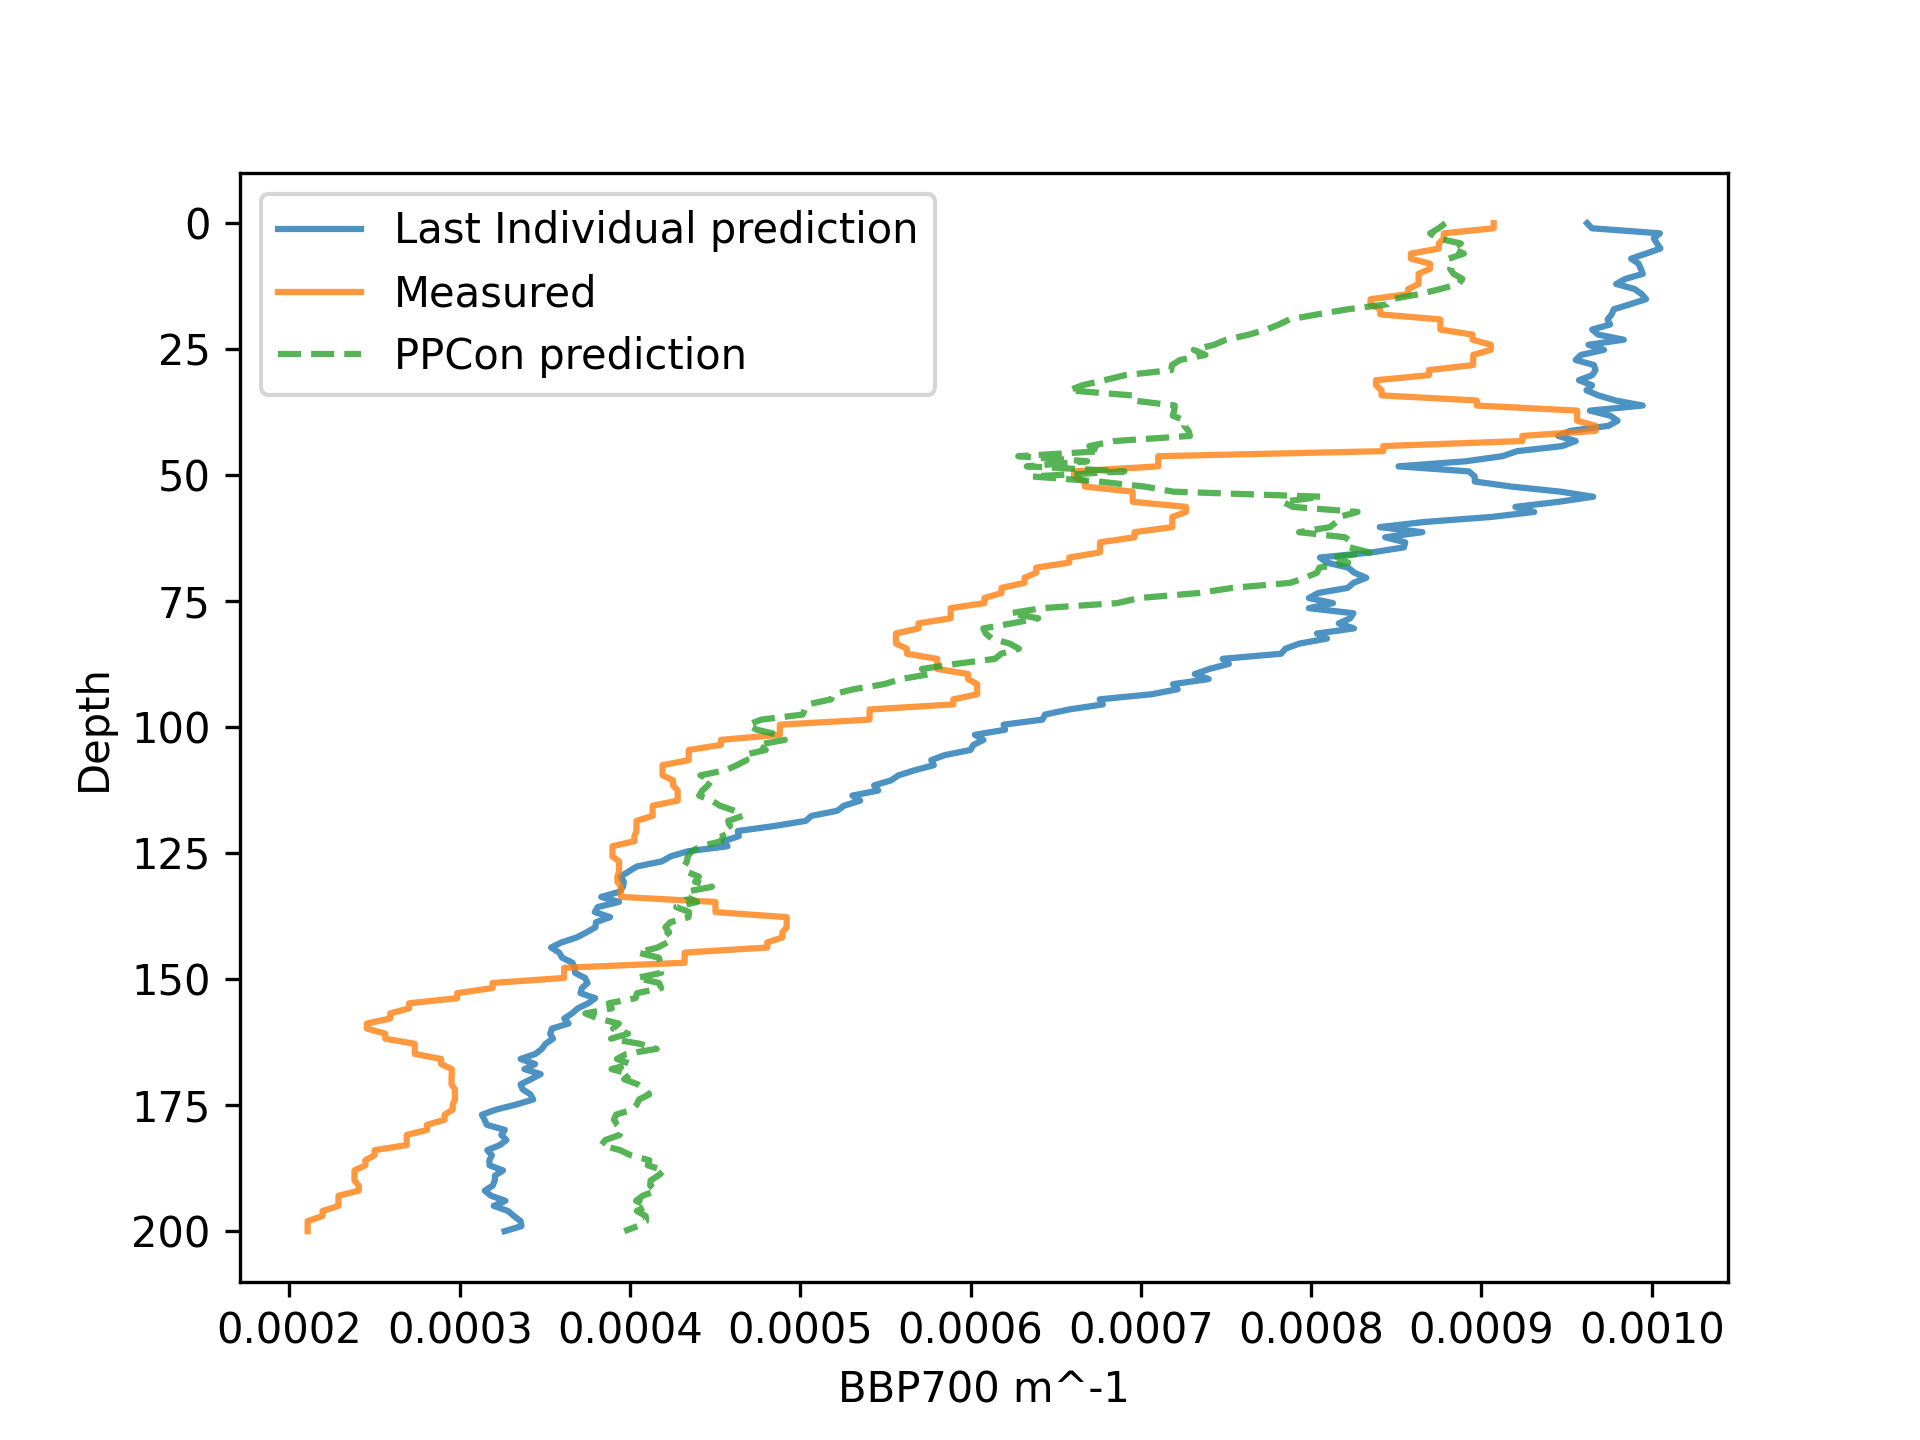 Last Individual prediction
Measured
PPCon prediction
0
25
50
75
100
125
150
175
200
Depth
0.0002 0.0003 0.0004 0.0005 0.0006 0.0007 0.0008 0.0009 0.0010
BBP700 m^-1